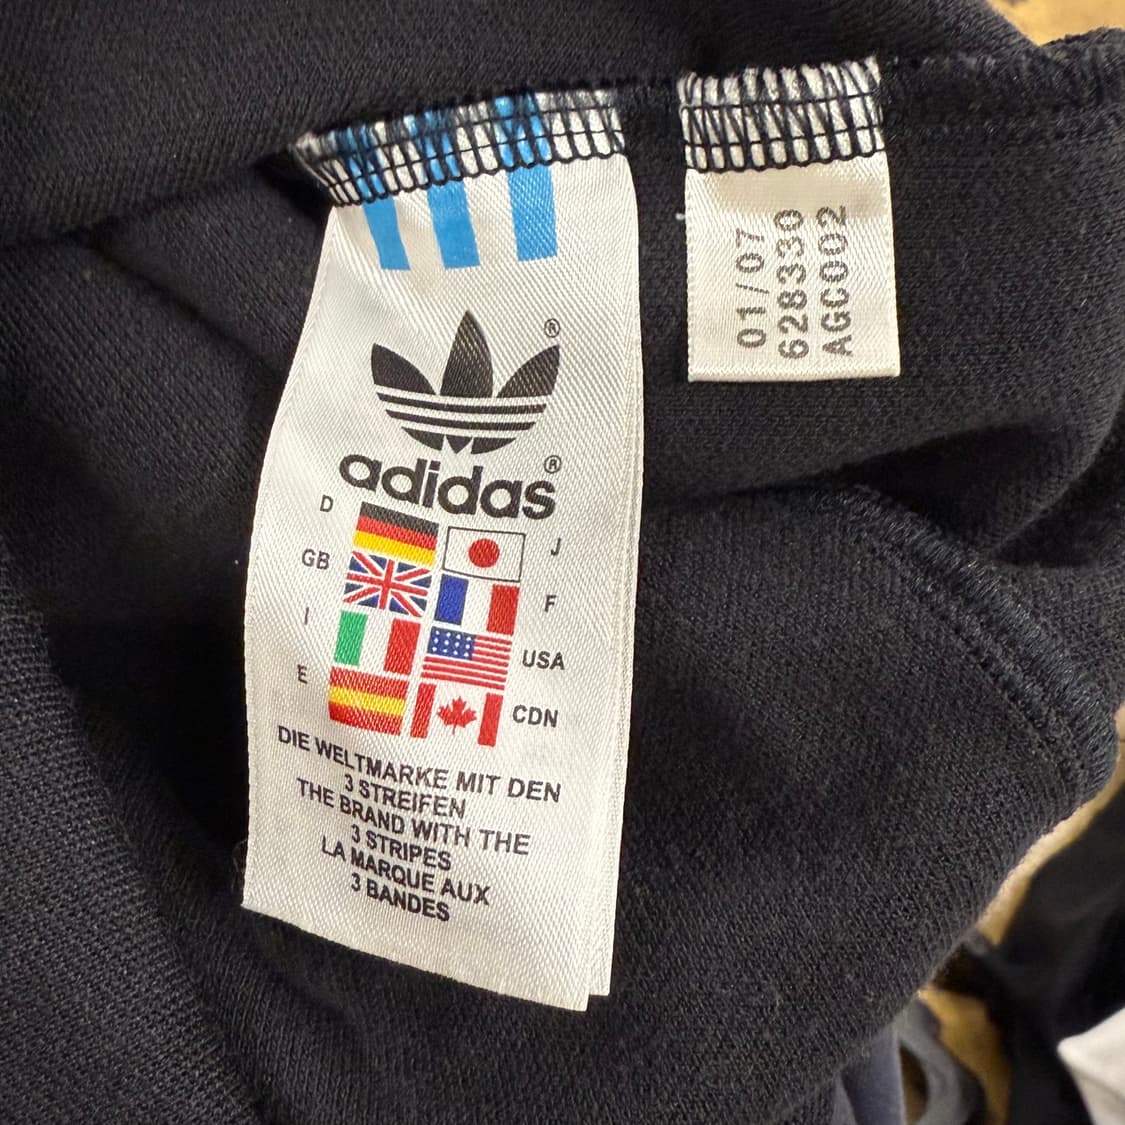 ®
adidas®
D
J
GB
F
I
USA
E
CDN
DIE WELTMARKE MIT DEN
3 STREIFEN
THE BRAND WITH THE
3 STRIPES
LA MARQUE AUX
3 BANDES
01/07
628330
AGC002